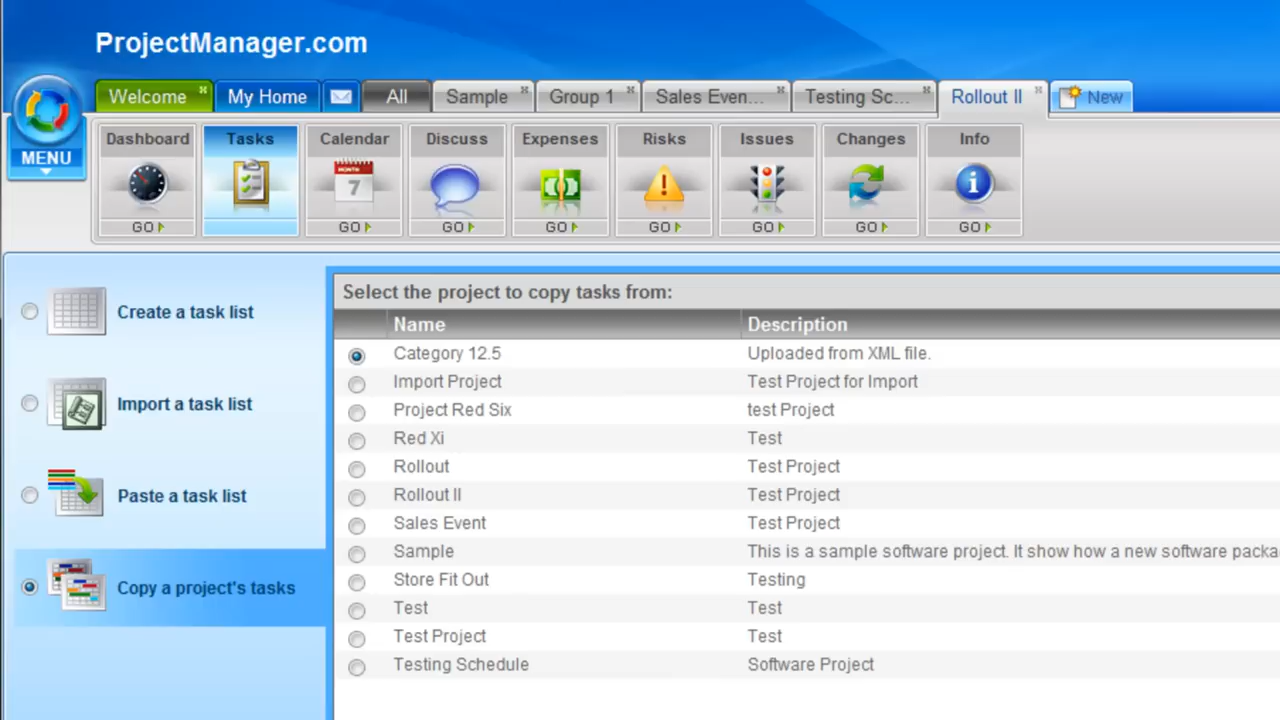 ProjectManager.com
MENU
Welcome
My Home
All
Sample
Group 1
Sales Even...
Testing Sc...
Rollout II
New
Dashboard
Tasks
Calendar
Discuss
Expenses
Risks
Issues
Changes
Info
MONTH
7
GO
GO
GO
GO
GO
GO
GO
GO
Create a task list
Import a task list
Paste a task list
Copy a project's tasks
Select the project to copy tasks from:
Name Description
Category 12.5 Uploaded from XML file.
Import Project Test Project for Import
Project Red Six test Project
Red Xi Test
Rollout Test Project
Rollout II Test Project
Sales Event Test Project
Sample This is a sample software project. It show how a new software packa
Store Fit Out Testing
Test Test
Test Project Test
Testing Schedule Software Project